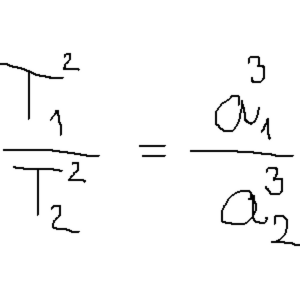 T₁² / T₂² = a₁³ / a₂³